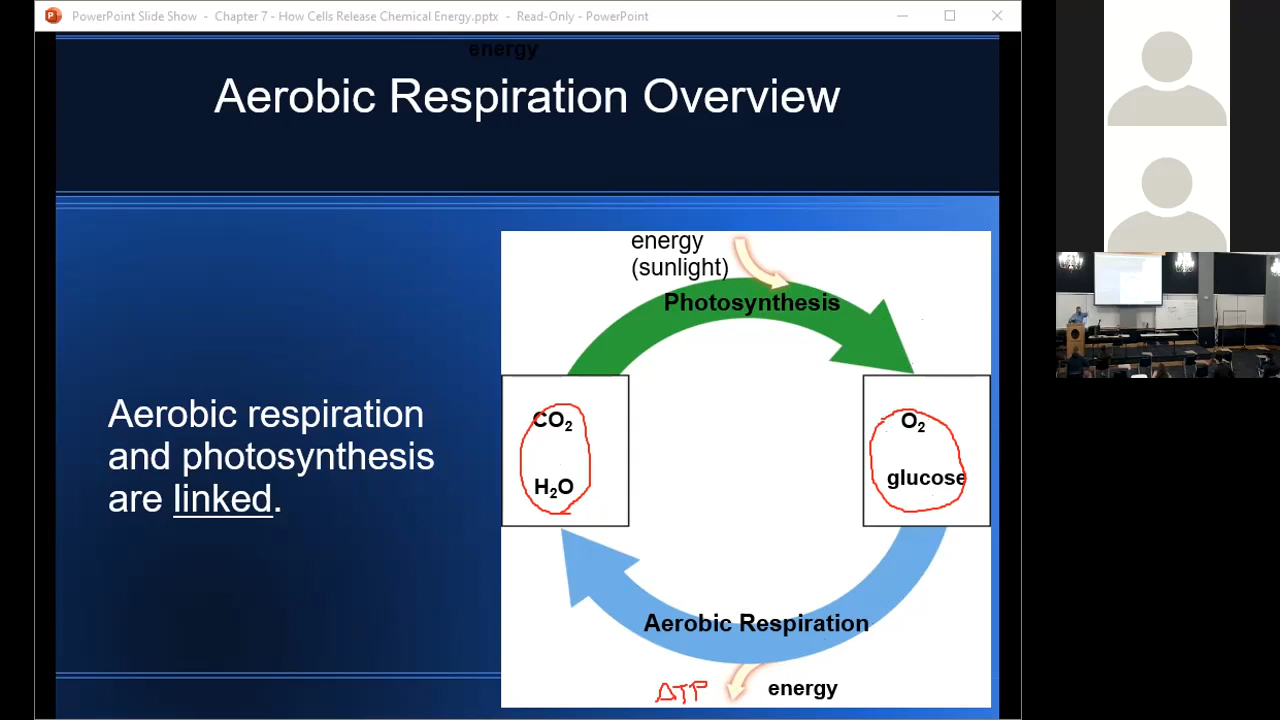 PowerPoint Slide Show - Chapter 7 - How Cells Release Chemical Energy.pptx - Read-Only - PowerPoint
energy
Aerobic Respiration Overview
energy
(sunlight)
Photosynthesis
Aerobic respiration
and photosynthesis
are linked.
CO₂
H₂O
O₂
glucose
Aerobic Respiration
ATP
energy